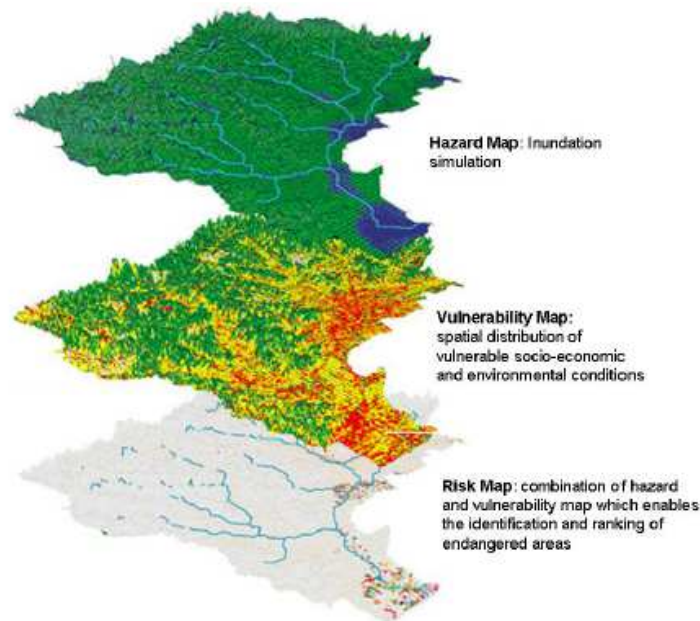 Hazard Map: Inundation
simulation
Vulnerability Map:
spatial distribution of
vulnerable socio-economic
and environmental conditions
Risk Map: combination of hazard
and vulnerability map which enables
the identification and ranking of
endangered areas